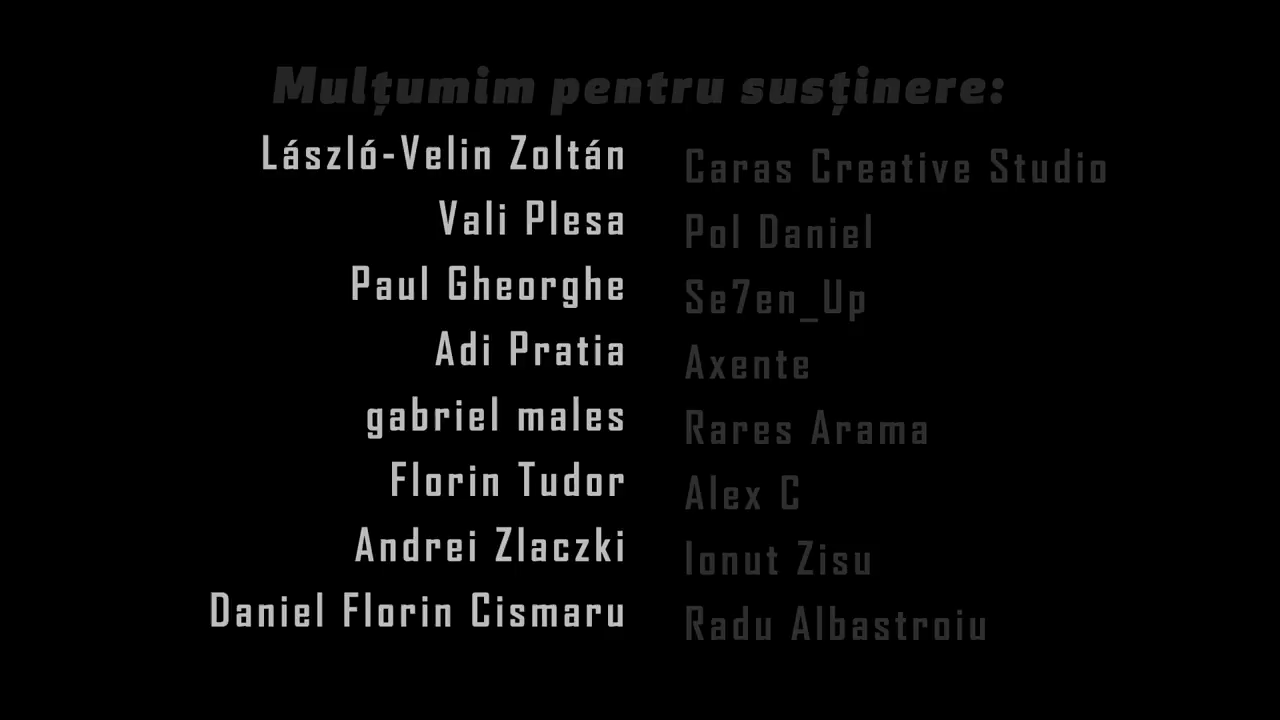 Mulțumim pentru susținere:
László-Velin Zoltán
Vali Plesa
Paul Gheorghe
Adi Pratia
gabriel males
Florin Tudor
Andrei Zlaczki
Daniel Florin Cismaru
Caras Creative Studio
Pol Daniel
Se7en_Up
Axente
Rares Arama
Alex C
Ionut Zisu
Radu Albastroiu